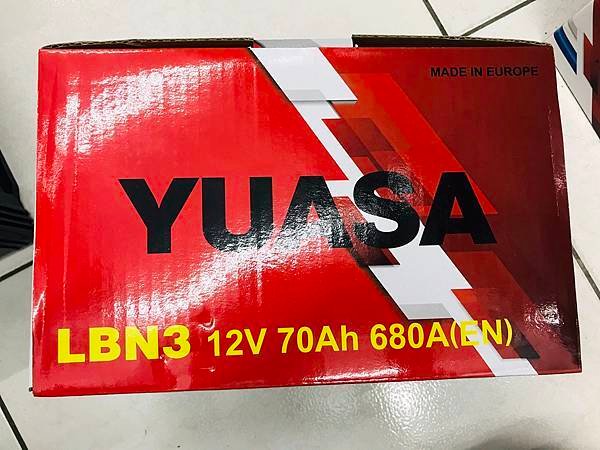 MADE IN EUROPE
YUASA
LBN3 12V 70Ah 680A(EN)